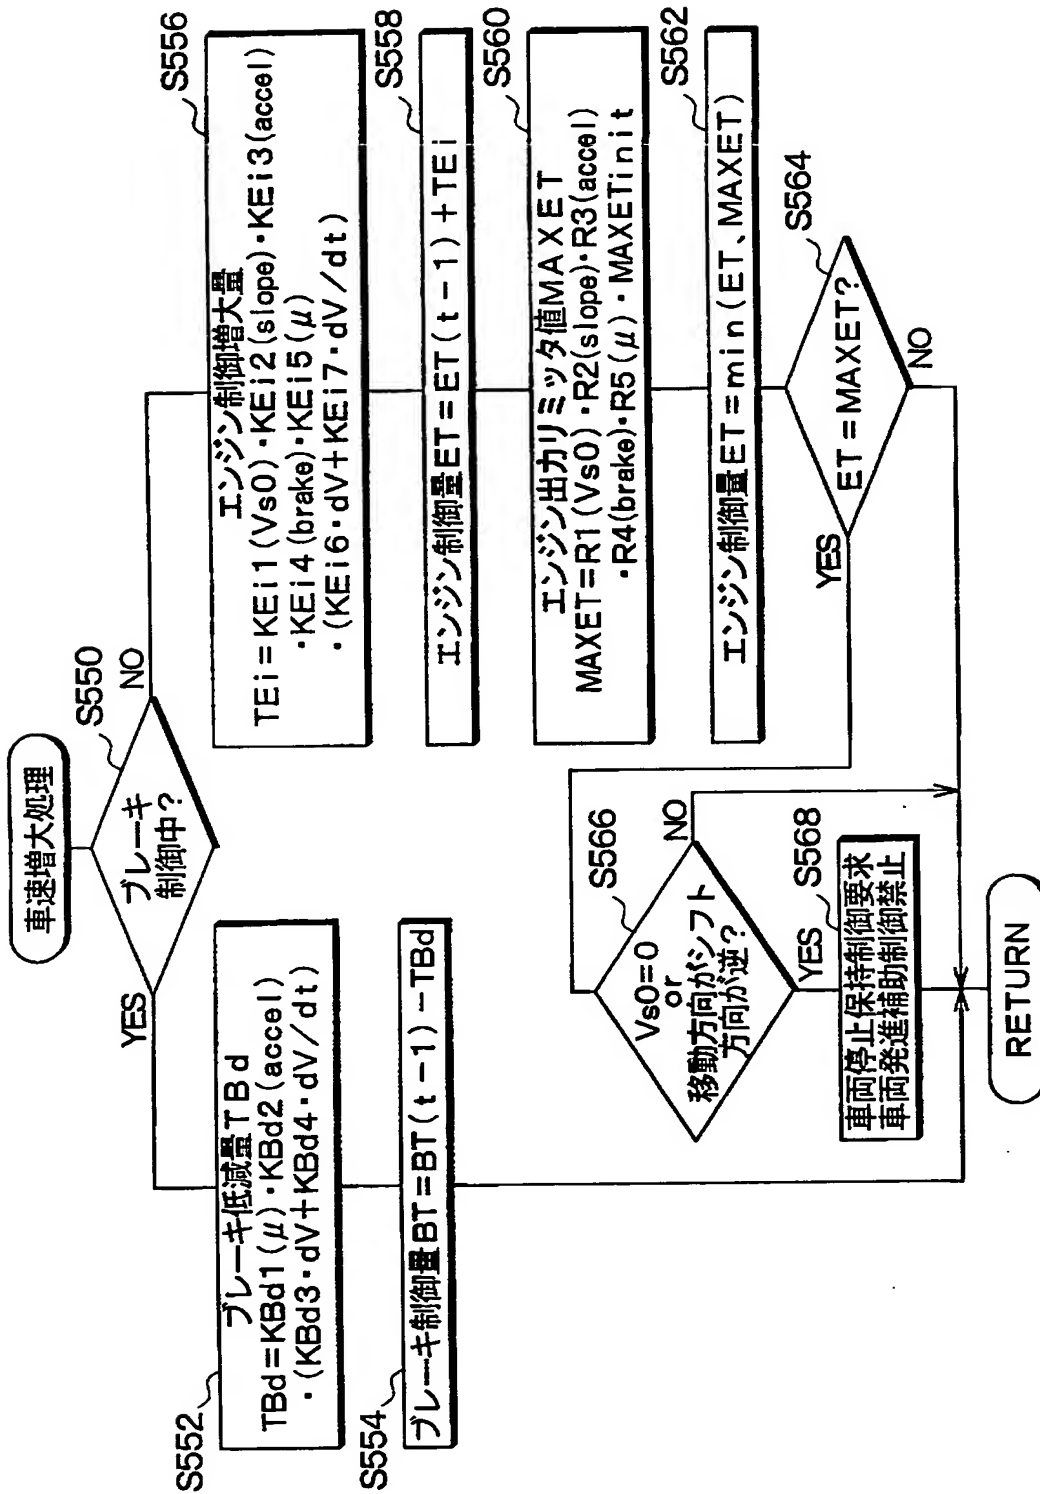 車速増大処理
S550
ブレーキ
制御中?
YES
NO
S552
ブレーキ低減量TBd
TBd=KBd1(μ)・KBd2(accel)
・(KBd3・dV+KBd4・dV/dt)
S554
ブレーキ制御量BT=BT(t-1)-TBd
S556
エンジン制御増大量
TEi=KEi1(Vs0)・KEi2(slope)・KEi3(accel)
・KEi4(brake)・KEi5(μ)
・(KEi6・dV+KEi7・dV/dt)
S558
エンジン制御量ET=ET(t-1)+TEi
S560
エンジン出力リミッタ値MAXET
MAXET=R1(Vs0)・R2(slope)・R3(accel)
・R4(brake)・R5(μ)・MAXETinit
S562
エンジン制御量ET=min(ET、MAXET)
S564
ET=MAXET?
YES
NO
S566
Vs0=0
or
移動方向がシフト
方向が逆?
NO
YES
S568
車両停止保持制御要求
車両発進補助制御禁止
RETURN